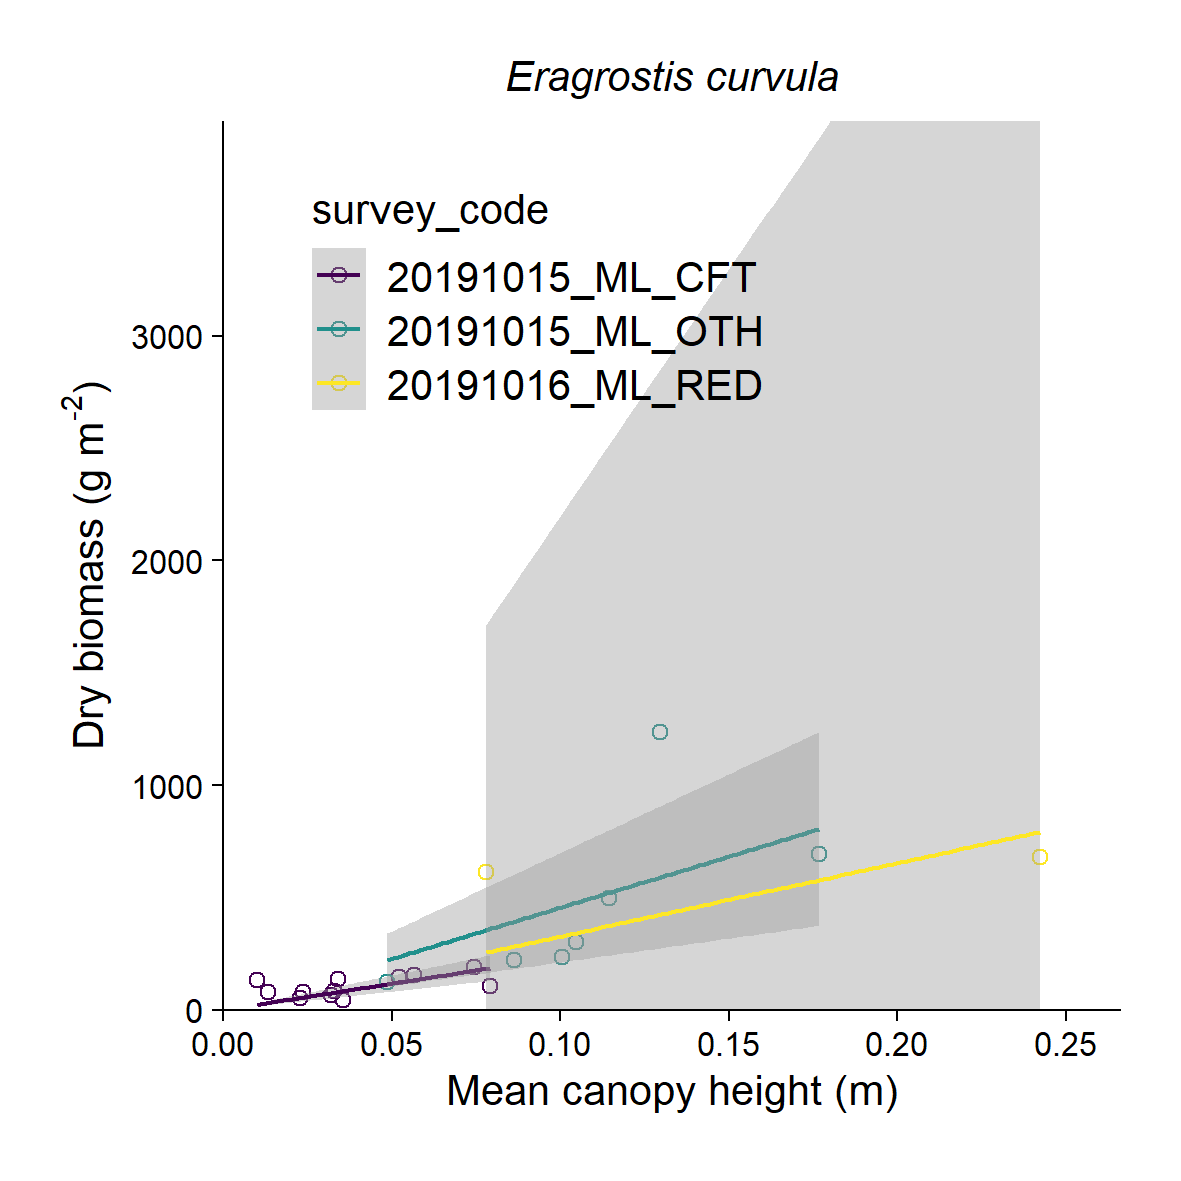 Eragrostis curvula
survey_code
20191015_ML_CFT
20191015_ML_OTH
20191016_ML_RED
3000
2000
1000
0
Dry biomass (g m⁻²)
0.00 0.05 0.10 0.15 0.20 0.25
Mean canopy height (m)